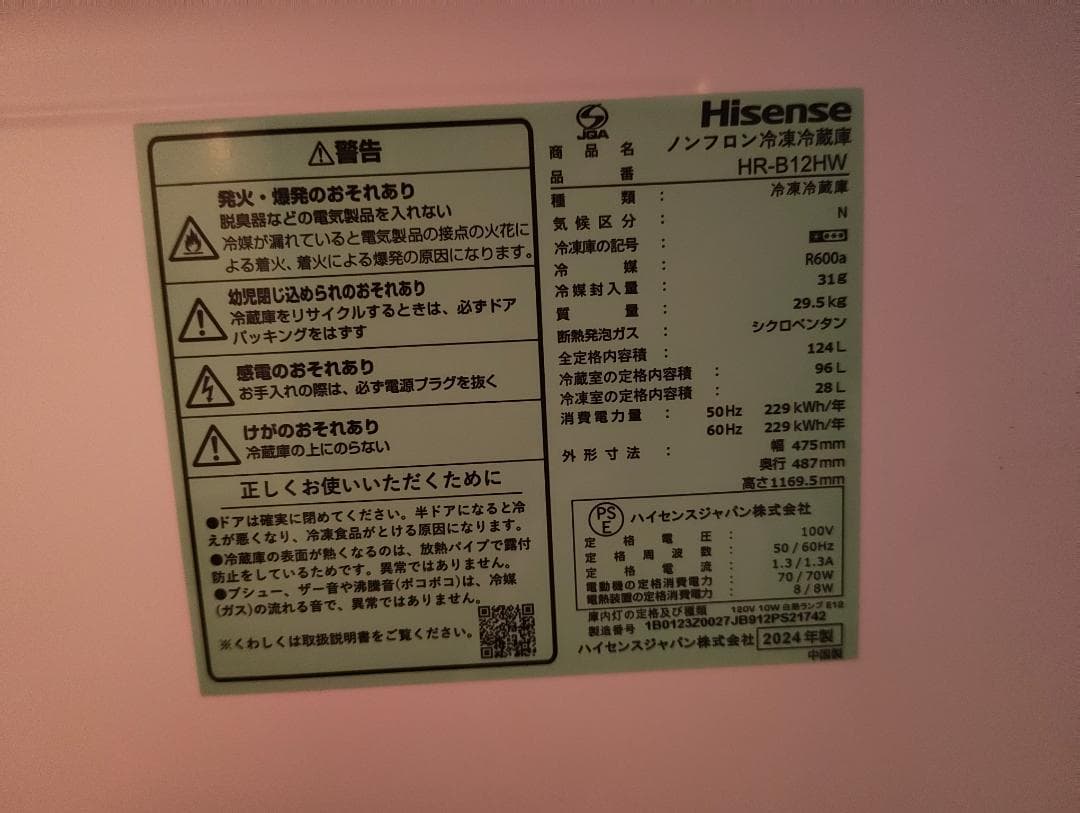 警告
発火・爆発のおそれあり
脱臭器などの電気製品を入れない
冷媒が漏れていると電気製品の接点の火花に
よる着火、着火による爆発の原因になります。
幼児閉じ込められのおそれあり
冷蔵庫をリサイクルするときは、必ずドア
パッキングをはずす
感電のおそれあり
お手入れの際は、必ず電源プラグを抜く
けがのおそれあり
冷蔵庫の上にのらない
正しくお使いいただくために
●ドアは確実に閉めてください。半ドアになると冷
えが悪くなり、冷凍食品がとける原因になります。
●冷蔵庫の表面が熱くなるのは、放熱パイプで露付
防止をしているためです。異常ではありません。
●ブシュー、ザー音や沸騰音(ポコポコ)は、冷媒
(ガス)の流れる音で、異常ではありません。
※くわしくは取扱説明書をご覧ください。
JQA
Hisense
商品名 ノンフロン冷凍冷蔵庫
品番 HR-B12HW
種類 : 冷凍冷蔵庫
気候区分 : N
冷凍庫の記号 :
冷媒 : R600a
冷媒封入量 : 31g
質量 : 29.5kg
断熱発泡ガス : シクロペンタン
全定格内容積 : 124L
冷蔵室の定格内容積 : 96L
冷凍室の定格内容積 : 28L
消費電力量 : 50Hz 229kWh/年
60Hz 229kWh/年
外形寸法 : 幅 475mm
奥行 487mm
高さ1169.5mm
PSE ハイセンスジャパン株式会社
定格電圧 : 100V
定格周波数 : 50/60Hz
定格電流 : 1.3/1.3A
電動機の定格消費電力 : 70/70W
電熱装置の定格消費電力 : 8/8W
庫内灯の定格及び種類 120V 10W 白熱ランプ E12
製造番号 1B0123Z0027JB912PS21742
ハイセンスジャパン株式会社 2024年製
中国製